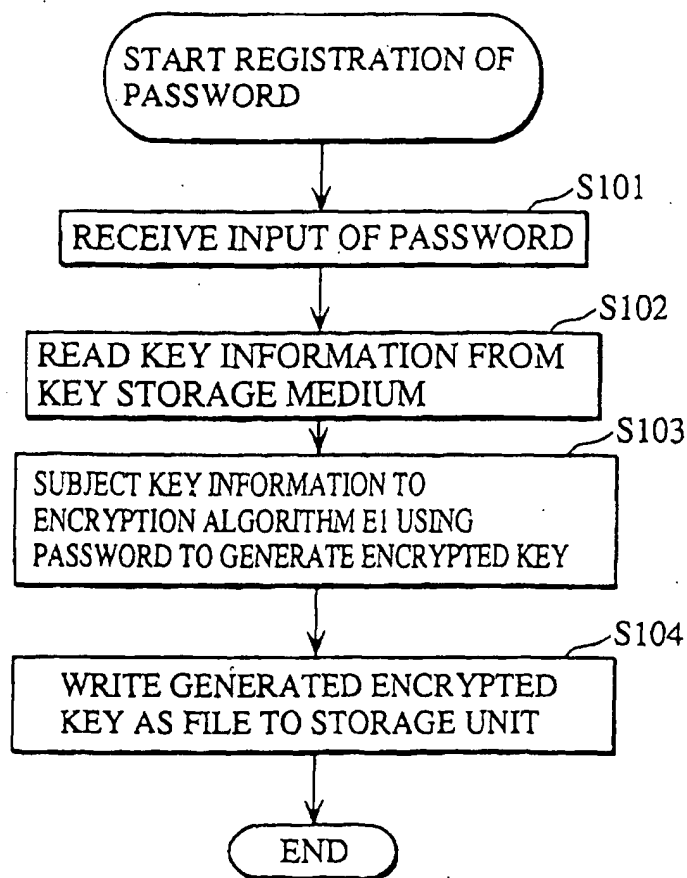 START REGISTRATION OF
PASSWORD
S101
RECEIVE INPUT OF PASSWORD
S102
READ KEY INFORMATION FROM
KEY STORAGE MEDIUM
S103
SUBJECT KEY INFORMATION TO
ENCRYPTION ALGORITHM E1 USING
PASSWORD TO GENERATE ENCRYPTED KEY
S104
WRITE GENERATED ENCRYPTED
KEY AS FILE TO STORAGE UNIT
END